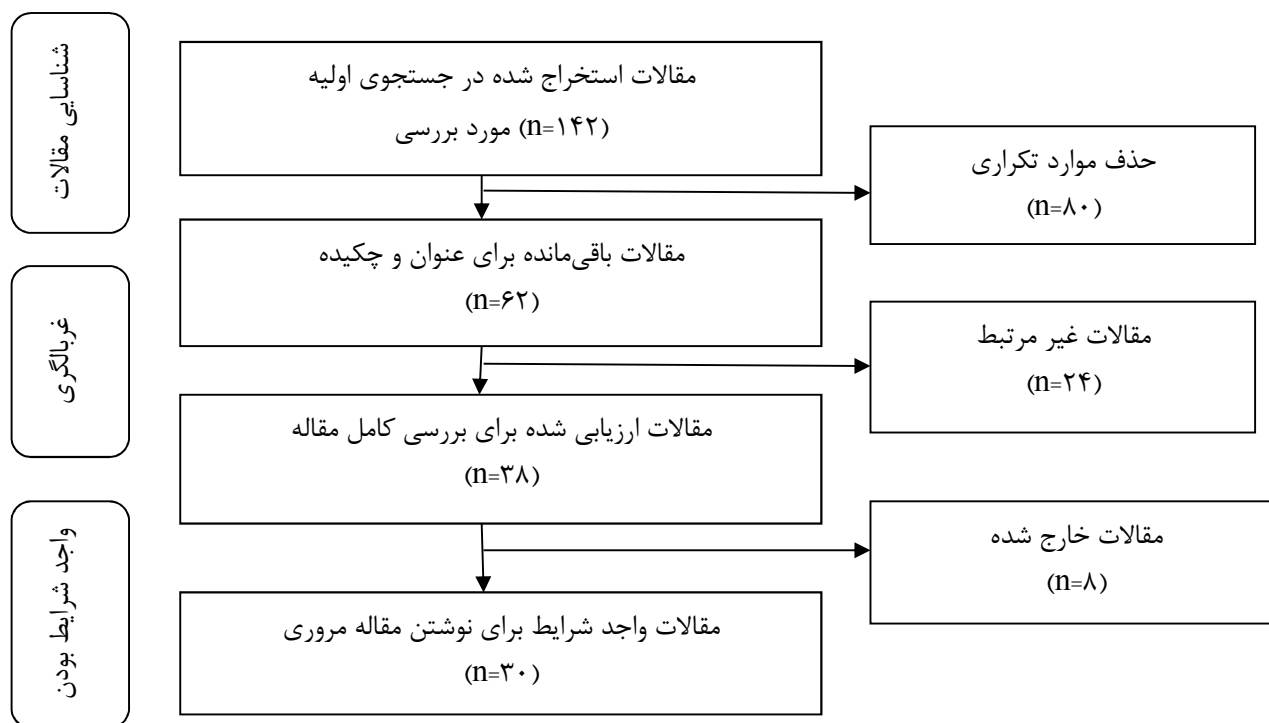 شناسایی مقالات
مقالات استخراج شده در جستجوی اولیه
(n=۱۴۲) مورد بررسی
حذف موارد تکراری
(n=۸۰)
مقالات باقی‌مانده برای عنوان و چکیده
(n=۶۲)
غربالگری
مقالات غیر مرتبط
(n=۲۴)
مقالات ارزیابی شده برای بررسی کامل مقاله
(n=۳۸)
واجد شرایط بودن
مقالات خارج شده
(n=۸)
مقالات واجد شرایط برای نوشتن مقاله مروری
(n=۳۰)